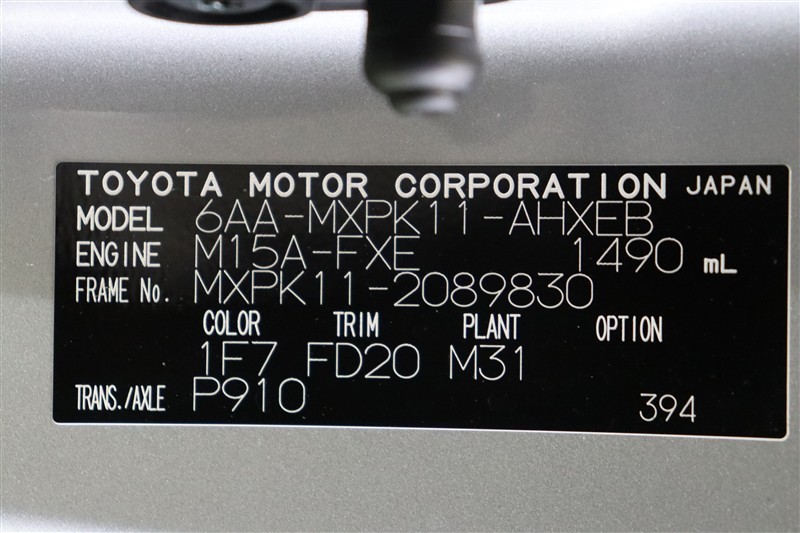 TOYOTA MOTOR CORPORATION JAPAN
MODEL 6AA-MXPK11-AHXEB
ENGINE M15A-FXE 1490 mL
FRAME No. MXPK11-2089830
COLOR TRIM PLANT OPTION
1F7 FD20 M31
TRANS./AXLE P910 394